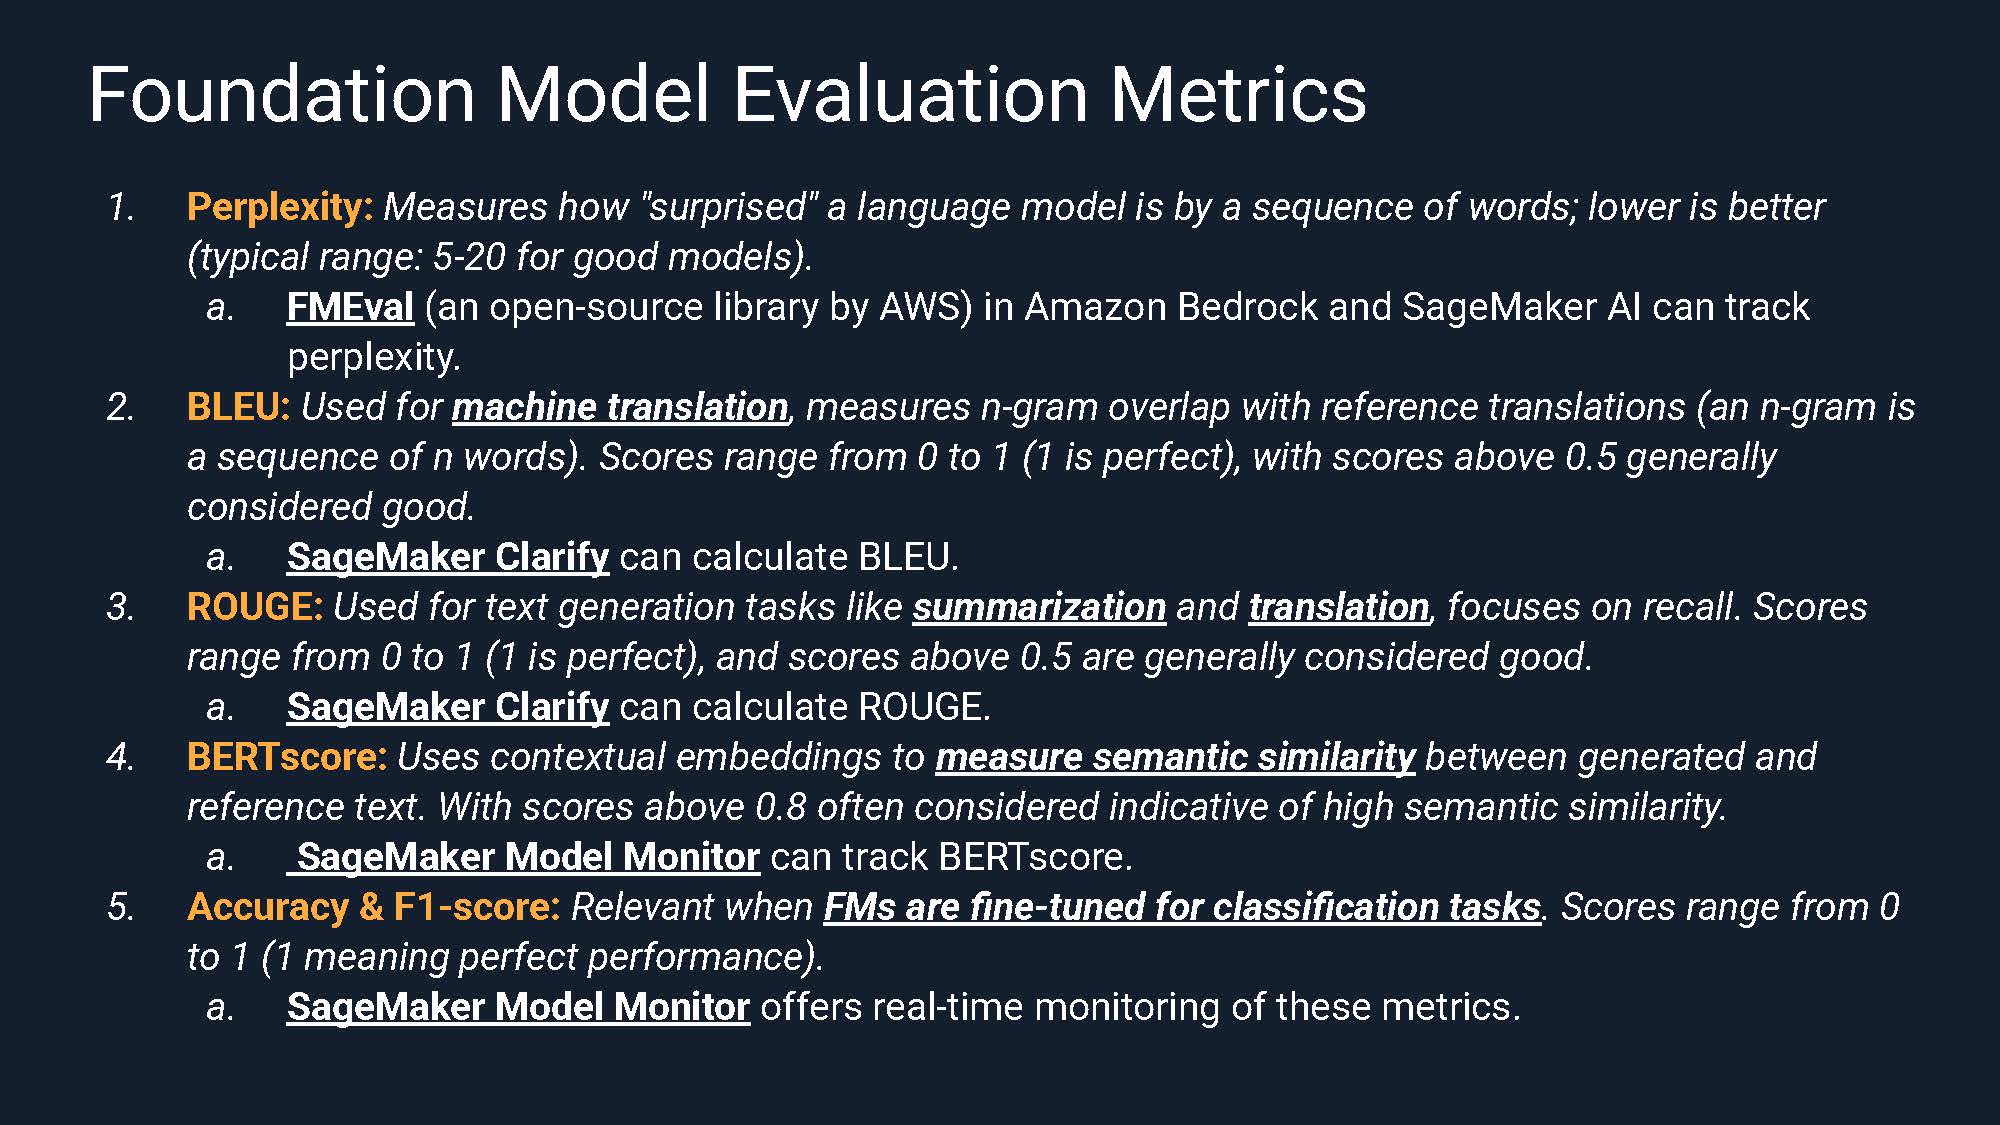 Foundation Model Evaluation Metrics
1. Perplexity: Measures how "surprised" a language model is by a sequence of words; lower is better
(typical range: 5-20 for good models).
a. FMEval (an open-source library by AWS) in Amazon Bedrock and SageMaker AI can track
perplexity.
2. BLEU: Used for machine translation, measures n-gram overlap with reference translations (an n-gram is
a sequence of n words). Scores range from 0 to 1 (1 is perfect), with scores above 0.5 generally
considered good.
a. SageMaker Clarify can calculate BLEU.
3. ROUGE: Used for text generation tasks like summarization and translation, focuses on recall. Scores
range from 0 to 1 (1 is perfect), and scores above 0.5 are generally considered good.
a. SageMaker Clarify can calculate ROUGE.
4. BERTscore: Uses contextual embeddings to measure semantic similarity between generated and
reference text. With scores above 0.8 often considered indicative of high semantic similarity.
a. SageMaker Model Monitor can track BERTscore.
5. Accuracy & F1-score: Relevant when FMs are fine-tuned for classification tasks. Scores range from 0
to 1 (1 meaning perfect performance).
a. SageMaker Model Monitor offers real-time monitoring of these metrics.